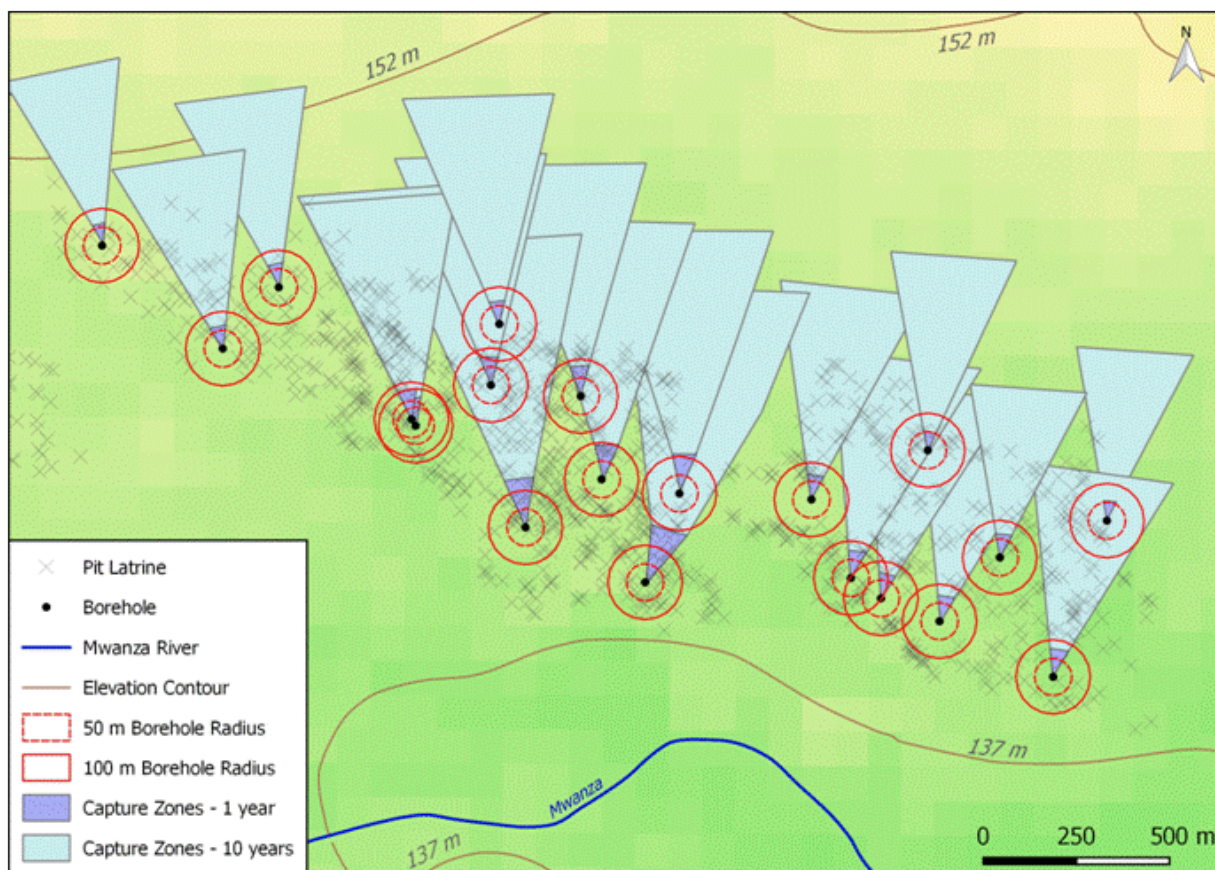 152 m
152 m
N
Pit Latrine
Borehole
Mwanza River
Elevation Contour
50 m Borehole Radius
100 m Borehole Radius
Capture Zones - 1 year
Capture Zones - 10 years
Mwanza
137 m
137 m
0 250 500 m